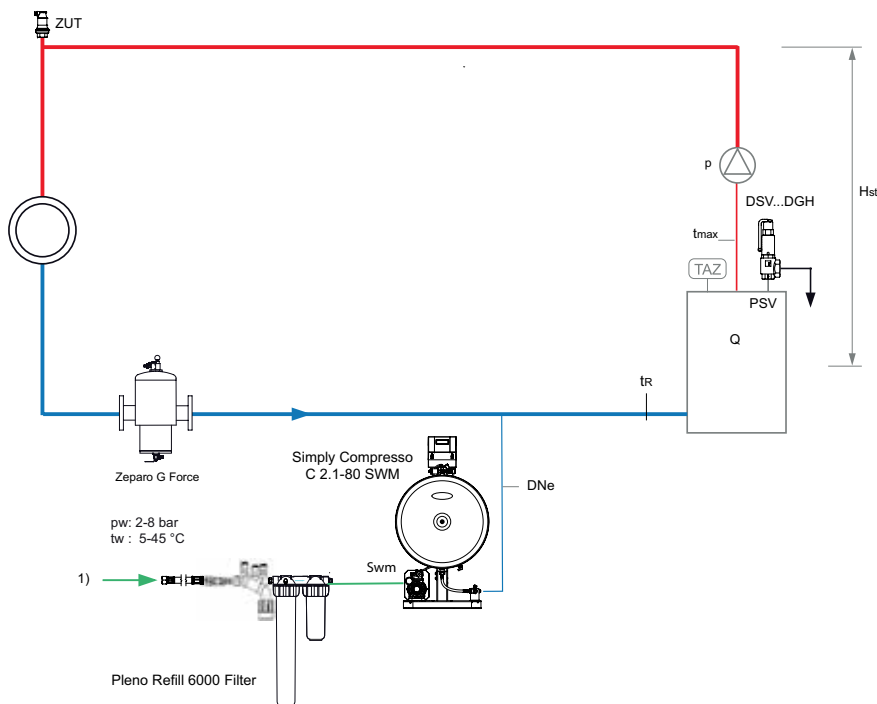 ZUT
p
Hst
DSV...DGH
tmax
TAZ
PSV
Q
tR
Simply Compresso
C 2.1-80 SWM
Zeparo G Force
DNe
pw: 2-8 bar
tw : 5-45 °C
Swm
1)
Pleno Refill 6000 Filter